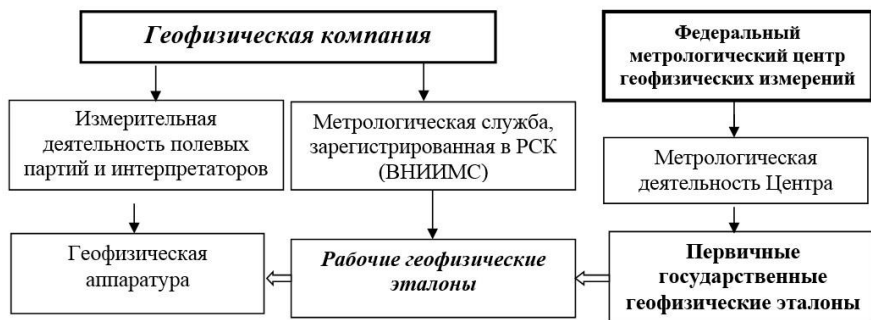 Геофизическая компания
Федеральный
метрологический центр
геофизических измерений
Измерительная
деятельность полевых
партий и интерпретаторов
Метрологическая служба,
зарегистрированная в РСК
(ВНИИМС)
Метрологическая
деятельность Центра
Геофизическая
аппаратура
Рабочие геофизические
эталоны
Первичные
государственные
геофизические эталоны